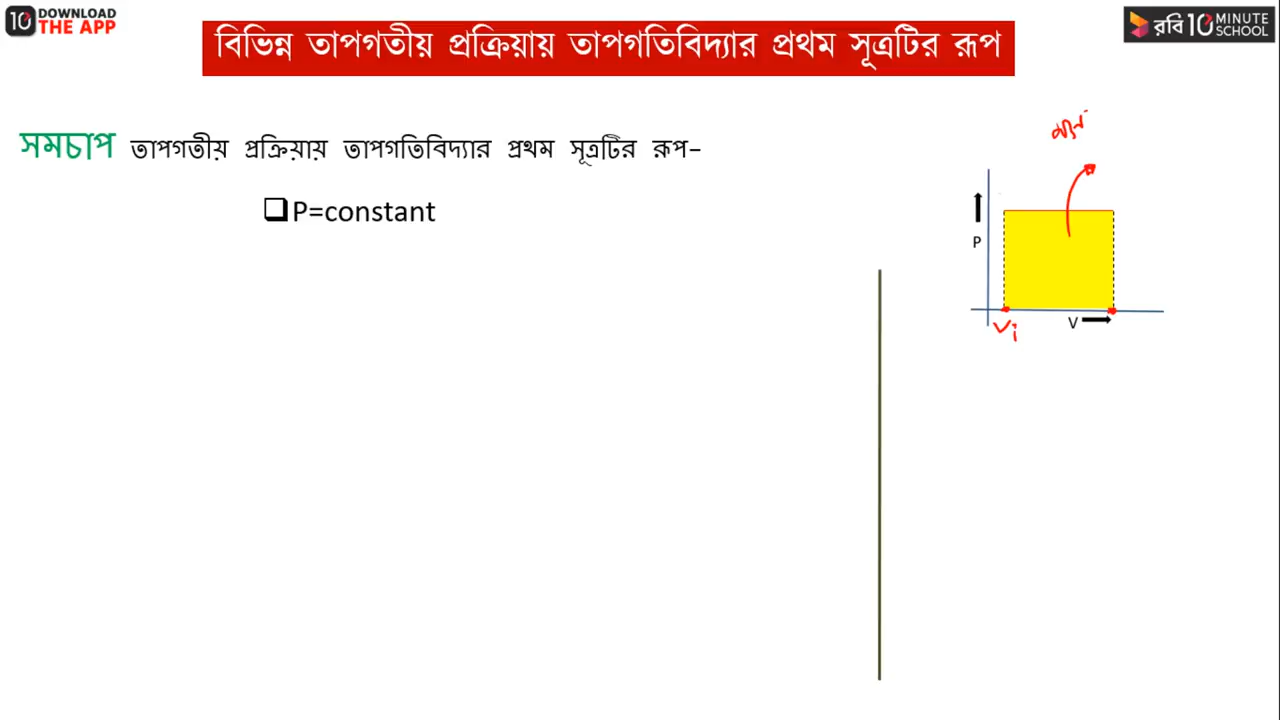 10 DOWNLOAD
THE APP
বিভিন্ন তাপগতীয় প্রক্রিয়ায় তাপগতিবিদ্যার প্রথম সূত্রটির রূপ
রবি 10 MINUTE
SCHOOL
সমচাপ তাপগতীয় প্রক্রিয়ায় তাপগতিবিদ্যার প্রথম সূত্রটির রূপ–
P=constant
P
V
Vi